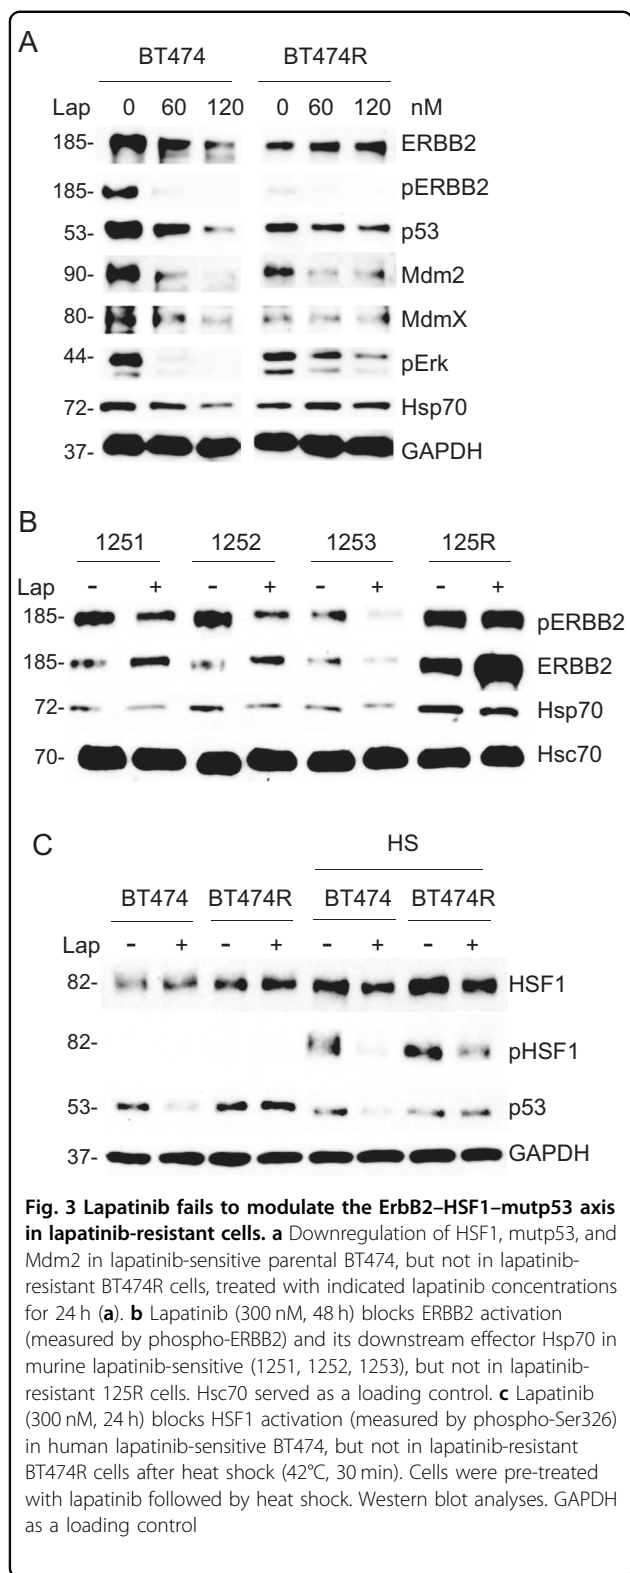 A
BT474 BT474R
Lap 0 60 120 0 60 120 nM
185- ERBB2
185- pERBB2
53- p53
90- Mdm2
80- MdmX
44- pErk
72- Hsp70
37- GAPDH
B
1251 1252 1253 125R
Lap - + - + - + - +
185- pERBB2
185- ERBB2
72- Hsp70
70- Hsc70
C
HS
BT474 BT474R BT474 BT474R
Lap - + - + - + - +
82- HSF1
82- pHSF1
53- p53
37- GAPDH
Fig. 3 Lapatinib fails to modulate the ErbB2–HSF1–mutp53 axis
in lapatinib-resistant cells. a Downregulation of HSF1, mutp53, and
Mdm2 in lapatinib-sensitive parental BT474, but not in lapatinib-
resistant BT474R cells, treated with indicated lapatinib concentrations
for 24 h (a). b Lapatinib (300 nM, 48 h) blocks ERBB2 activation
(measured by phospho-ERBB2) and its downstream effector Hsp70 in
murine lapatinib-sensitive (1251, 1252, 1253), but not in lapatinib-
resistant 125R cells. Hsc70 served as a loading control. c Lapatinib
(300 nM, 24 h) blocks HSF1 activation (measured by phospho-Ser326)
in human lapatinib-sensitive BT474, but not in lapatinib-resistant
BT474R cells after heat shock (42°C, 30 min). Cells were pre-treated
with lapatinib followed by heat shock. Western blot analyses. GAPDH
as a loading control